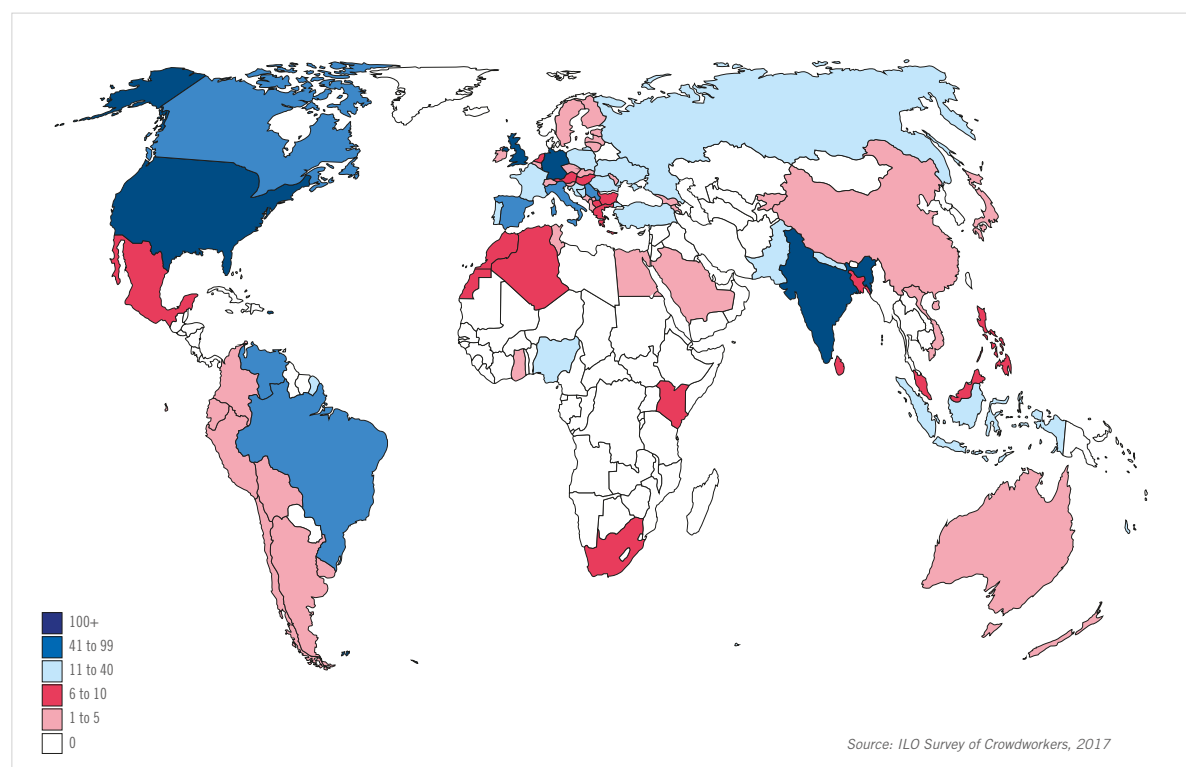 100+
41 to 99
11 to 40
6 to 10
1 to 5
0
Source: ILO Survey of Crowdworkers, 2017